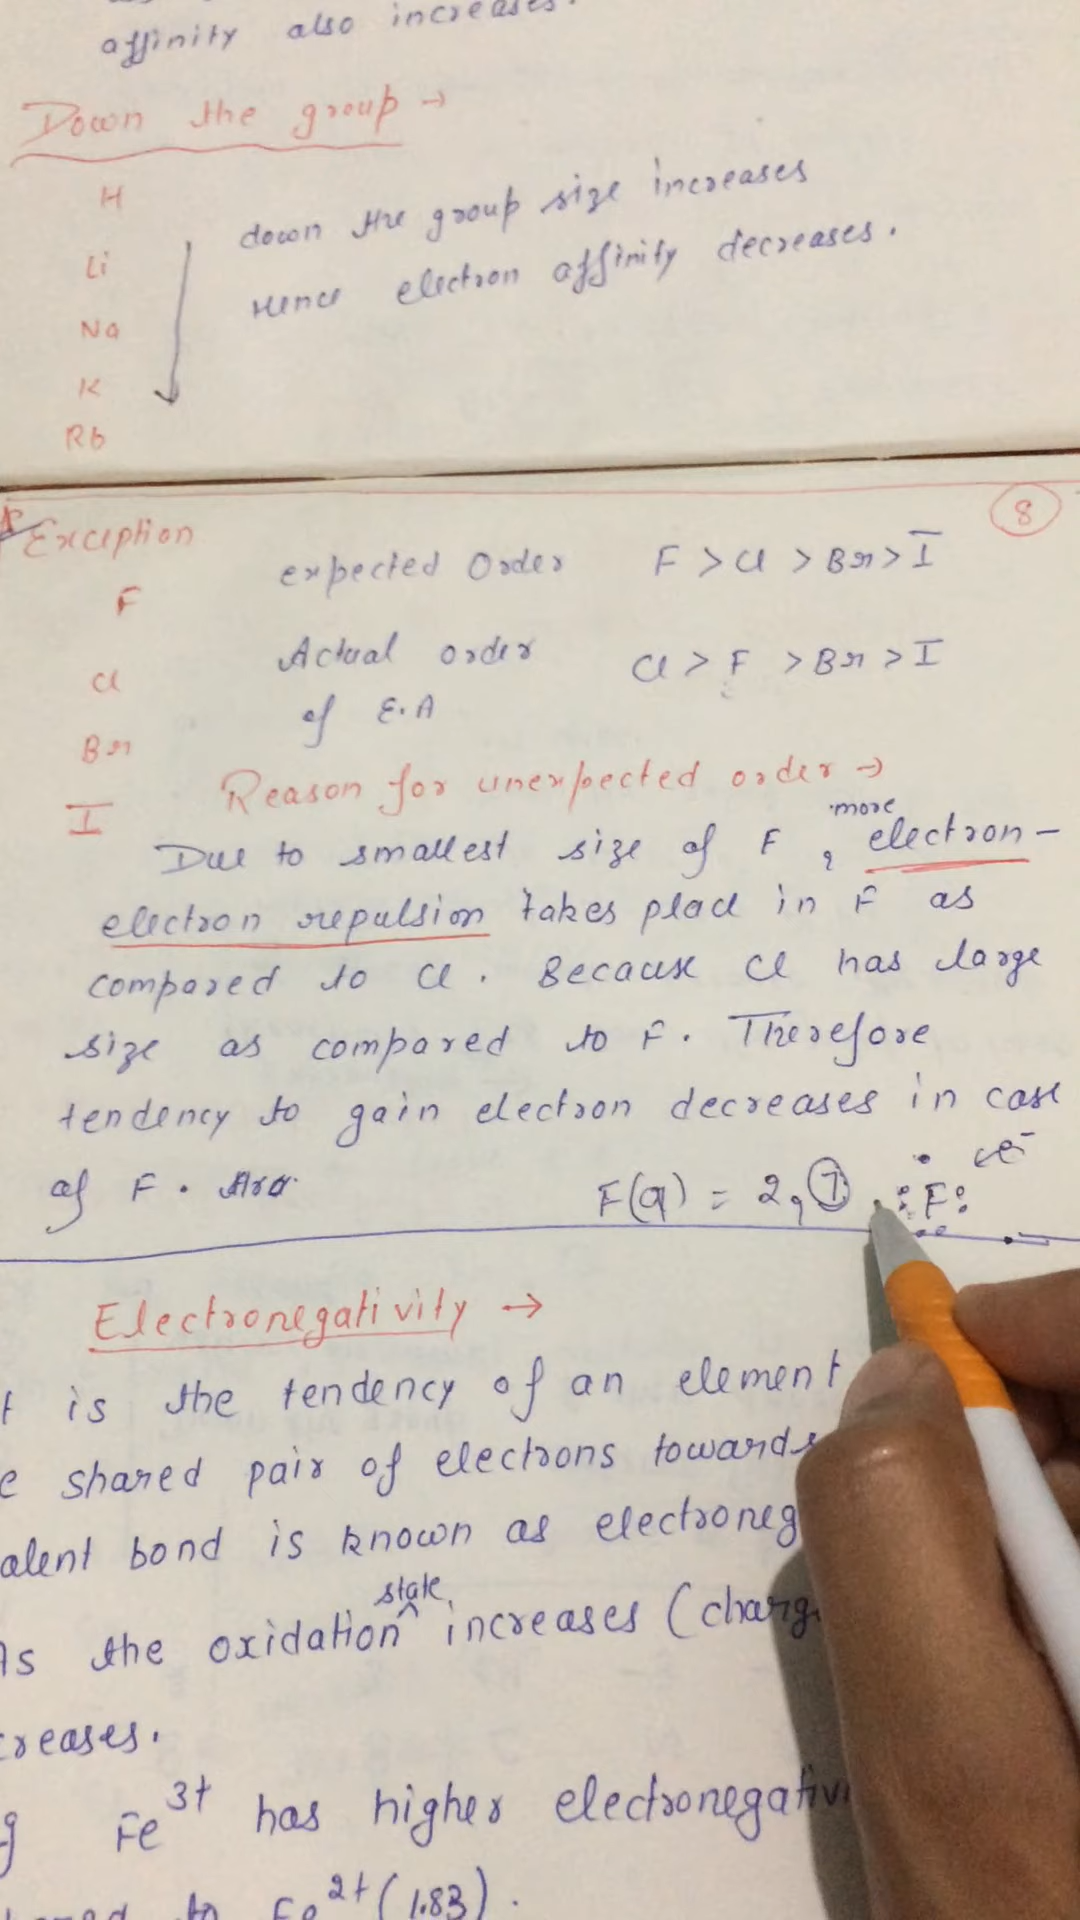 affinity also increases.
Down the group →
H
Li
Na
K
Rb
down the group size increases
Hence electron affinity decreases.
8
Exception
F
Cl
Br
I
expected Order F > Cl > Br > I
Actual order Cl > F > Br > I
of E.A
Reason for unexpected order →
more
Due to smallest size of F, electron-
electron repulsion takes place in F as
compared to Cl. Because Cl has large
size as compared to F. Therefore
tendency to gain electron decreases in case
of F.
F(9) = 2, 7 F e-
Electronegativity →
is the tendency of an element
shared pair of electrons towards
alent bond is known as electroneg
state
As the oxidation ^ increases (charg
creases.
Fe3+ has higher electronegativi
to Fe2+ (1.83).